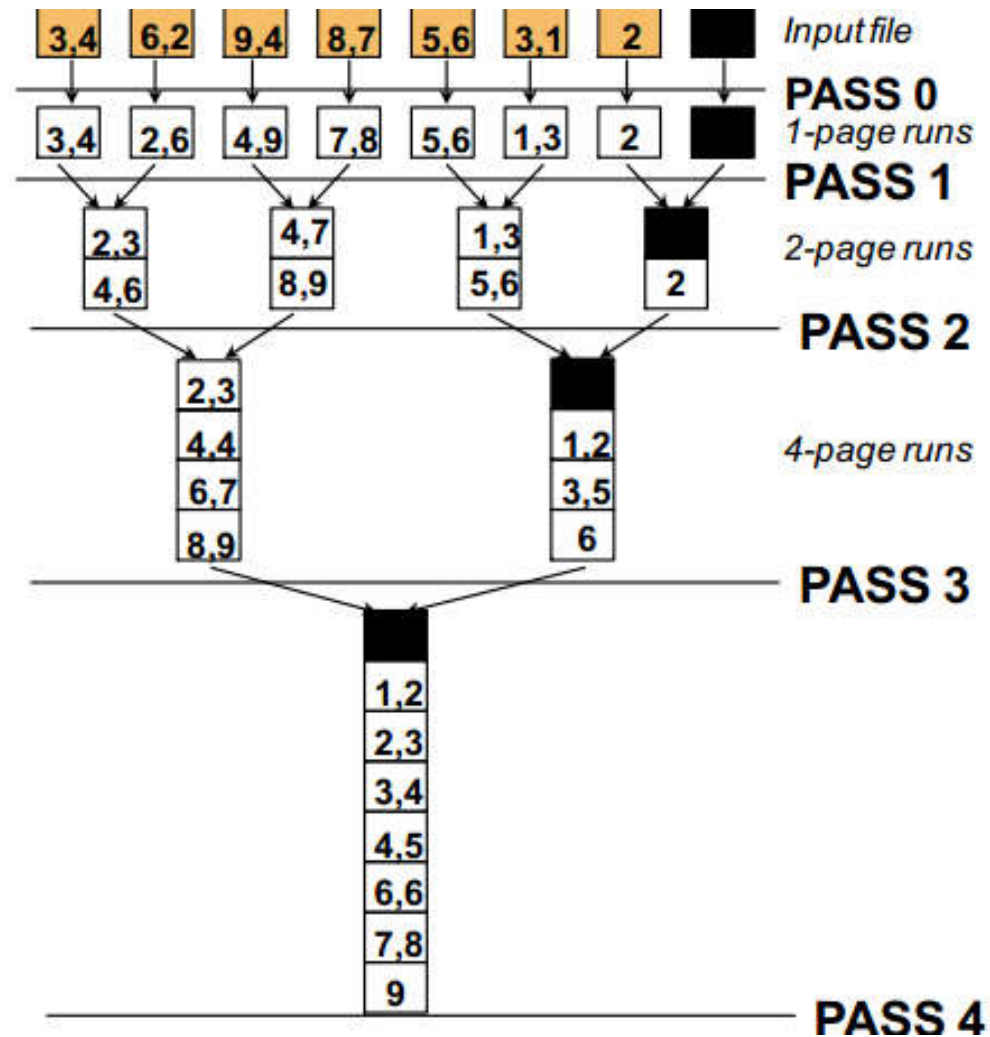 3,4 6,2 9,4 8,7 5,6 3,1 2 Input file
PASS 0
3,4 2,6 4,9 7,8 5,6 1,3 2 1-page runs
PASS 1
2,3 4,7 1,3 2-page runs
4,6 8,9 5,6 2
PASS 2
2,3
4,4 1,2 4-page runs
6,7 3,5
8,9 6
PASS 3
1,2
2,3
3,4
4,5
6,6
7,8
9
PASS 4